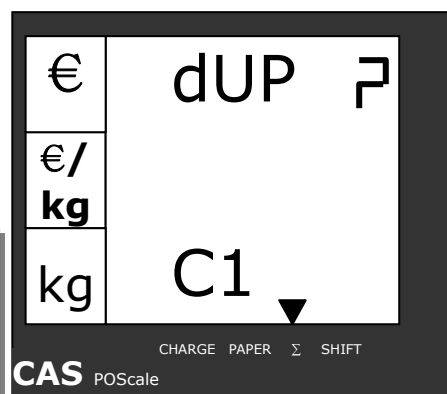 € dUP ?
€/
kg
kg C1
CHARGE PAPER Σ SHIFT
CAS POScale